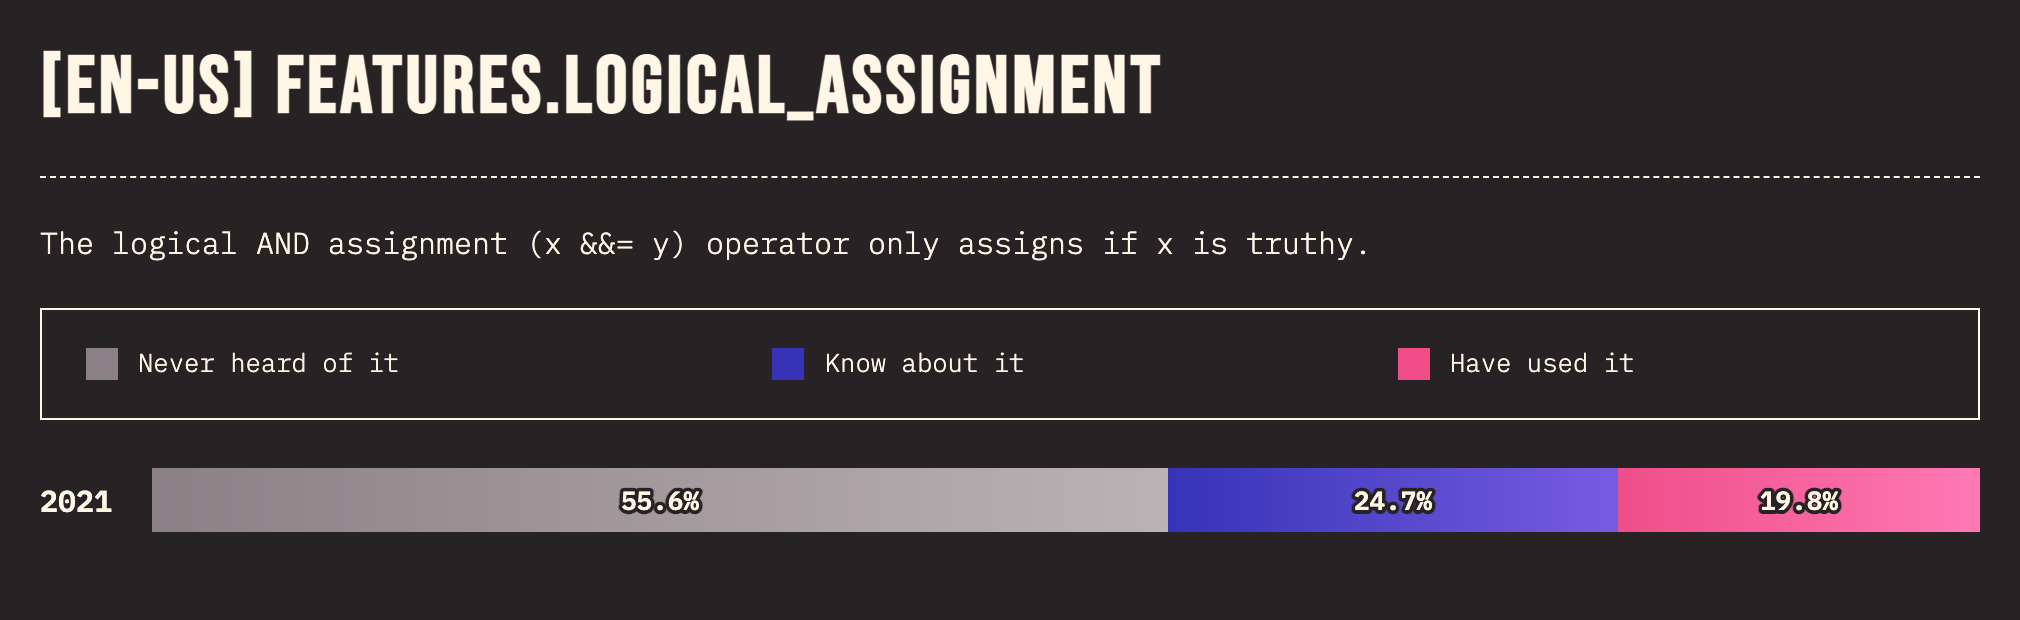 [EN-US] FEATURES.LOGICAL_ASSIGNMENT
The logical AND assignment (x &&= y) operator only assigns if x is truthy.
Never heard of it Know about it Have used it
2021 55.6% 24.7% 19.8%